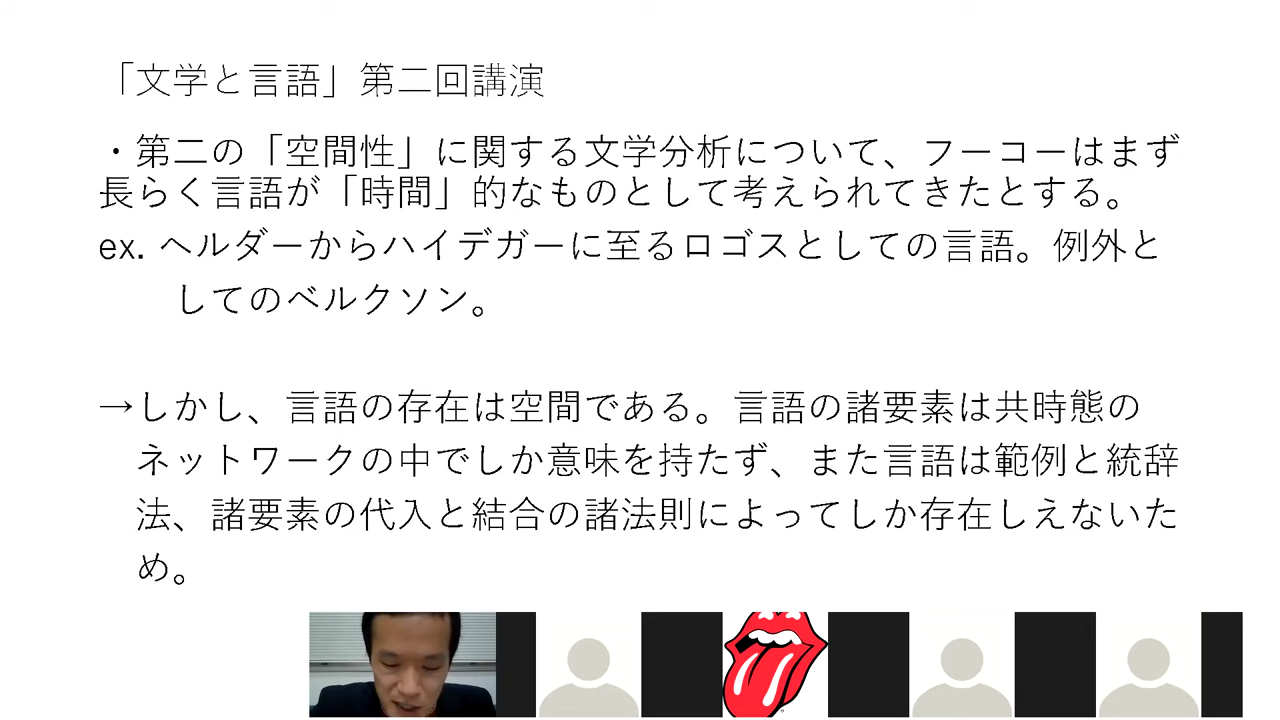 「文学と言語」第二回講演
・第二の「空間性」に関する文学分析について、フーコーはまず
長らく言語が「時間」的なものとして考えられてきたとする。
ex. ヘルダーからハイデガーに至るロゴスとしての言語。例外と
してのベルクソン。
→しかし、言語の存在は空間である。言語の諸要素は共時態の
ネットワークの中でしか意味を持たず、また言語は範例と統辞
法、諸要素の代入と結合の諸法則によってしか存在しえないた
め。